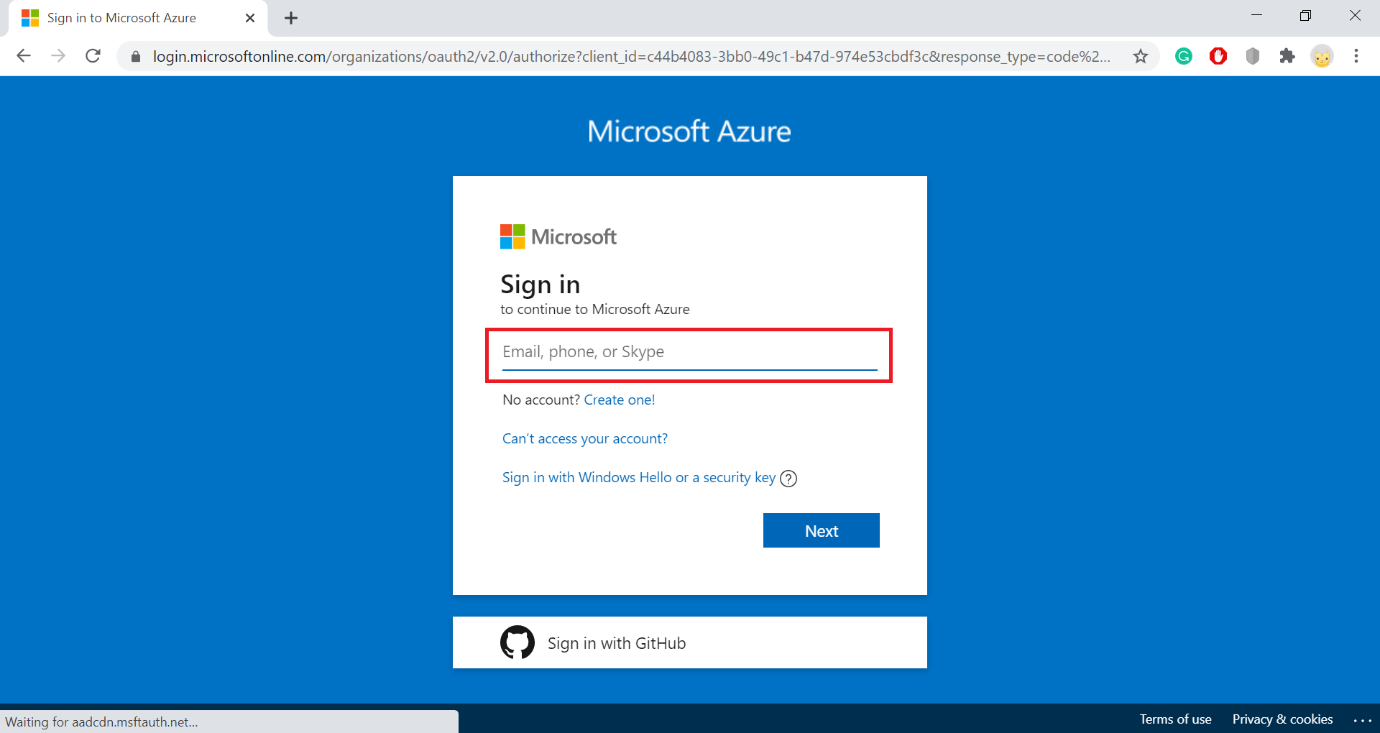 Sign in to Microsoft Azure
login.microsoftonline.com/organizations/oauth2/v2.0/authorize?client_id=c44b4083-3bb0-49c1-b47d-974e53cbdf3c&response_type=code%2...
Microsoft Azure
Microsoft
Sign in
to continue to Microsoft Azure
Email, phone, or Skype
No account? Create one!
Can't access your account?
Sign in with Windows Hello or a security key ?
Next
Sign in with GitHub
Waiting for aadcdn.msftauth.net...
Terms of use Privacy & cookies ...